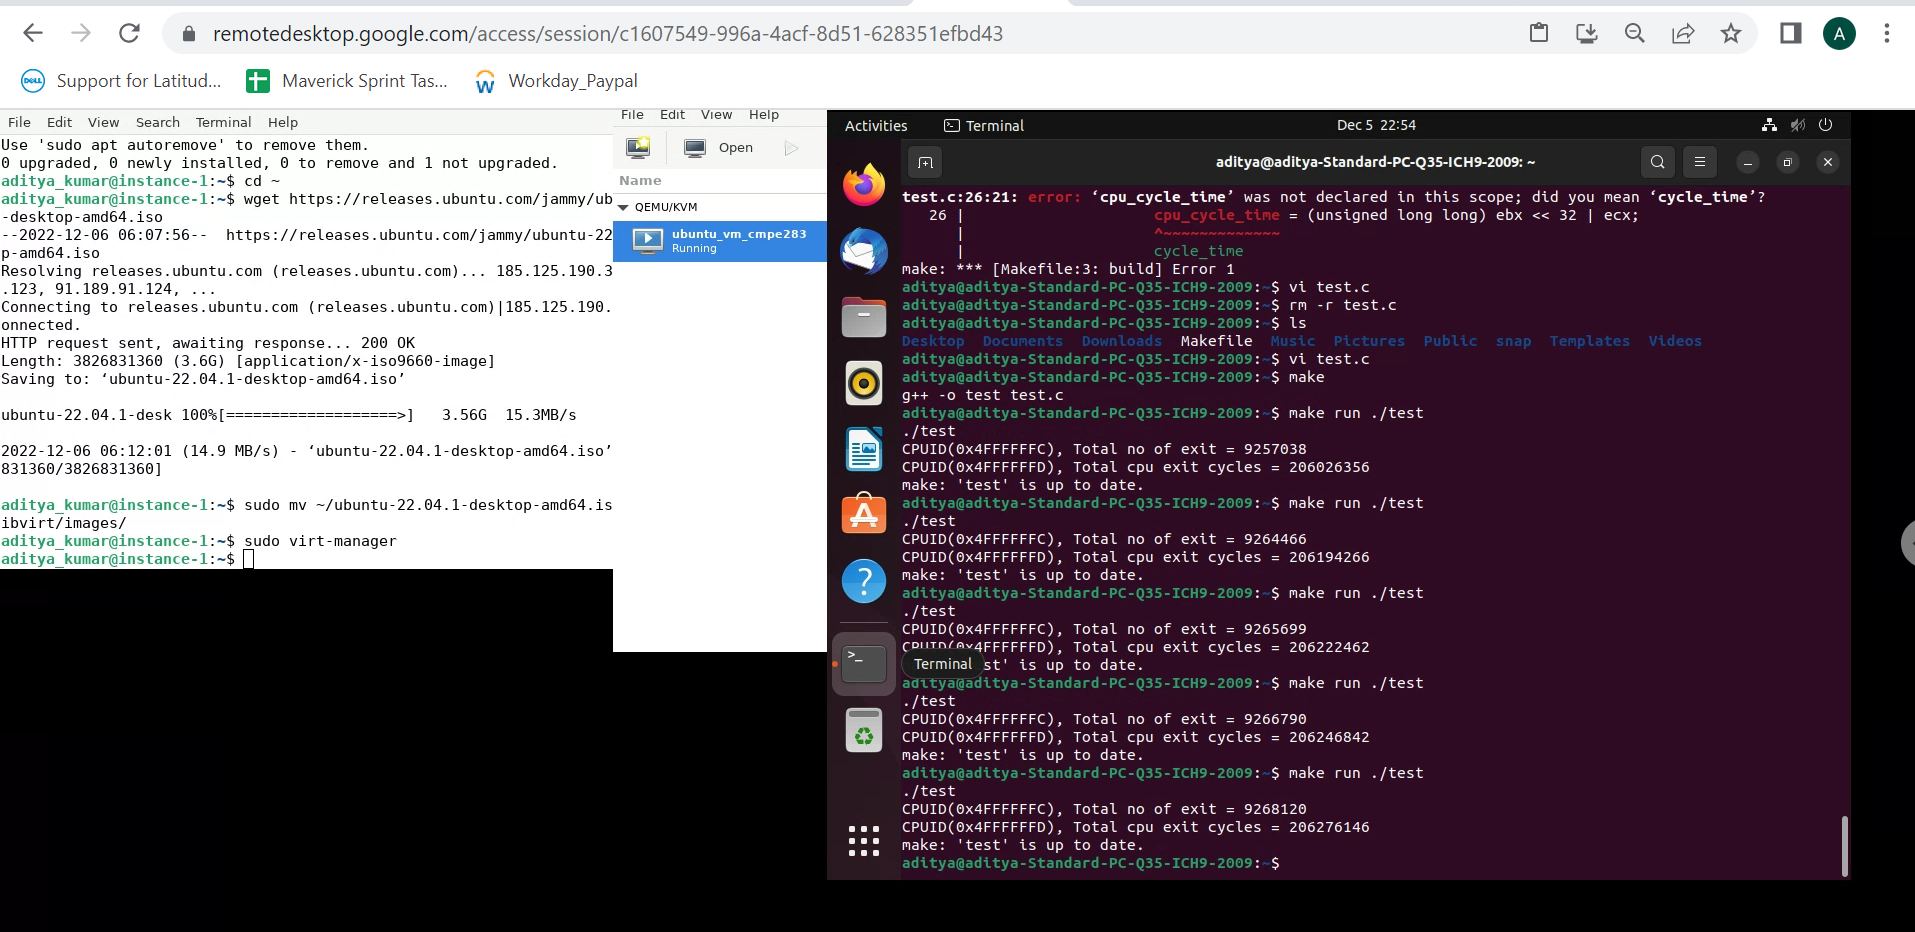 remotedesktop.google.com/access/session/c1607549-996a-4acf-8d51-628351efbd43
A
DELL
Support for Latitud...
Maverick Sprint Tas...
Workday_Paypal
File Edit View Search Terminal Help
Use 'sudo apt autoremove' to remove them.
0 upgraded, 0 newly installed, 0 to remove and 1 not upgraded.
aditya_kumar@instance-1:~$ cd ~
aditya_kumar@instance-1:~$ wget https://releases.ubuntu.com/jammy/ub
-desktop-amd64.iso
--2022-12-06 06:07:56-- https://releases.ubuntu.com/jammy/ubuntu-22
p-amd64.iso
Resolving releases.ubuntu.com (releases.ubuntu.com)... 185.125.190.3
.123, 91.189.91.124, ...
Connecting to releases.ubuntu.com (releases.ubuntu.com)|185.125.190.
onnected.
HTTP request sent, awaiting response... 200 OK
Length: 3826831360 (3.6G) [application/x-iso9660-image]
Saving to: ‘ubuntu-22.04.1-desktop-amd64.iso’
ubuntu-22.04.1-desk 100%[===================>] 3.56G 15.3MB/s
2022-12-06 06:12:01 (14.9 MB/s) - ‘ubuntu-22.04.1-desktop-amd64.iso’
831360/3826831360]
aditya_kumar@instance-1:~$ sudo mv ~/ubuntu-22.04.1-desktop-amd64.is
ibvirt/images/
aditya_kumar@instance-1:~$ sudo virt-manager
aditya_kumar@instance-1:~$
File Edit View Help
Open
Name
QEMU/KVM
ubuntu_vm_cmpe283
Running
Activities
Terminal
Dec 5 22:54
aditya@aditya-Standard-PC-Q35-ICH9-2009: ~
test.c:26:21: error: ‘cpu_cycle_time’ was not declared in this scope; did you mean ‘cycle_time’?
26 | cpu_cycle_time = (unsigned long long) ebx << 32 | ecx;
| ^~~~~~~~~~~~~~
| cycle_time
make: *** [Makefile:3: build] Error 1
aditya@aditya-Standard-PC-Q35-ICH9-2009:~$ vi test.c
aditya@aditya-Standard-PC-Q35-ICH9-2009:~$ rm -r test.c
aditya@aditya-Standard-PC-Q35-ICH9-2009:~$ ls
Desktop Documents Downloads Makefile Music Pictures Public snap Templates Videos
aditya@aditya-Standard-PC-Q35-ICH9-2009:~$ vi test.c
aditya@aditya-Standard-PC-Q35-ICH9-2009:~$ make
g++ -o test test.c
aditya@aditya-Standard-PC-Q35-ICH9-2009:~$ make run ./test
./test
CPUID(0x4FFFFFFC), Total no of exit = 9257038
CPUID(0x4FFFFFFD), Total cpu exit cycles = 206026356
make: 'test' is up to date.
aditya@aditya-Standard-PC-Q35-ICH9-2009:~$ make run ./test
./test
CPUID(0x4FFFFFFC), Total no of exit = 9264466
CPUID(0x4FFFFFFD), Total cpu exit cycles = 206194266
make: 'test' is up to date.
aditya@aditya-Standard-PC-Q35-ICH9-2009:~$ make run ./test
./test
CPUID(0x4FFFFFFC), Total no of exit = 9265699
CPUID(0x4FFFFFFD), Total cpu exit cycles = 206222462
Terminal
st' is up to date.
aditya@aditya-Standard-PC-Q35-ICH9-2009:~$ make run ./test
./test
CPUID(0x4FFFFFFC), Total no of exit = 9266790
CPUID(0x4FFFFFFD), Total cpu exit cycles = 206246842
make: 'test' is up to date.
aditya@aditya-Standard-PC-Q35-ICH9-2009:~$ make run ./test
./test
CPUID(0x4FFFFFFC), Total no of exit = 9268120
CPUID(0x4FFFFFFD), Total cpu exit cycles = 206276146
make: 'test' is up to date.
aditya@aditya-Standard-PC-Q35-ICH9-2009:~$